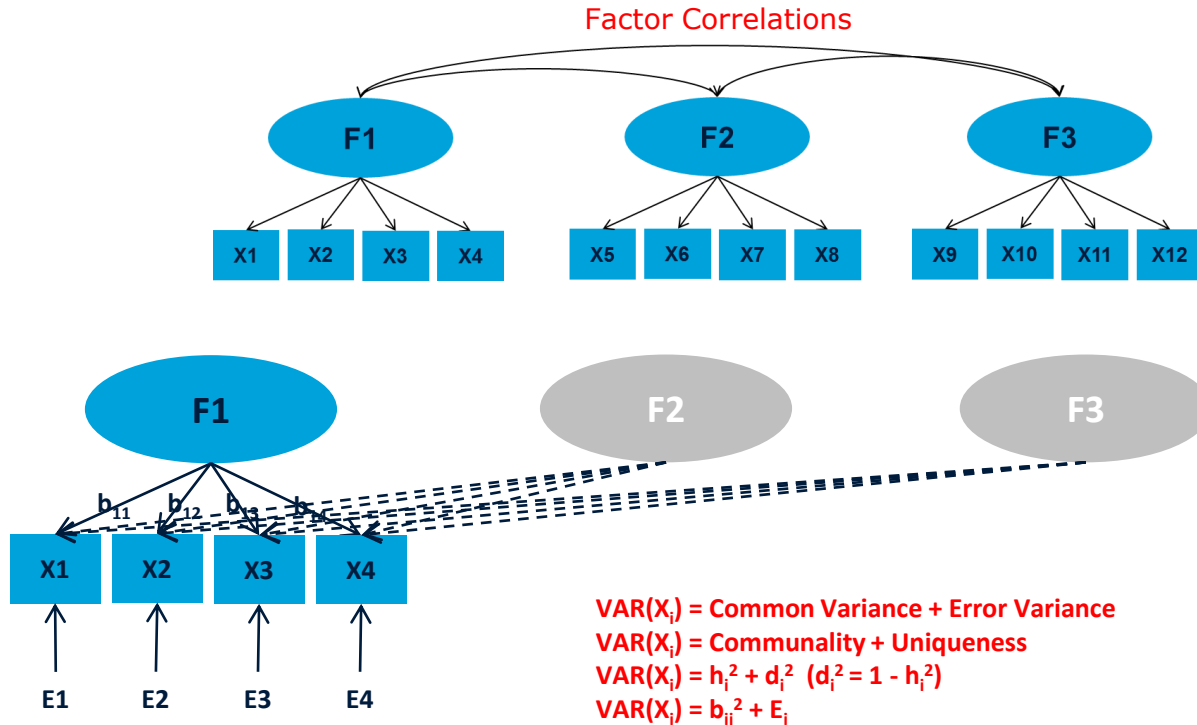 Factor Correlations
F1 F2 F3
X1 X2 X3 X4 X5 X6 X7 X8 X9 X10 X11 X12
F1 F2 F3
b₁₁ b₁₂ b₁₃ b₁₄
X1 X2 X3 X4
VAR(Xᵢ) = Common Variance + Error Variance
VAR(Xᵢ) = Communality + Uniqueness
VAR(Xᵢ) = hᵢ² + dᵢ² (dᵢ² = 1 - hᵢ²)
E1 E2 E3 E4
VAR(Xᵢ) = bᵢᵢ² + Eᵢ